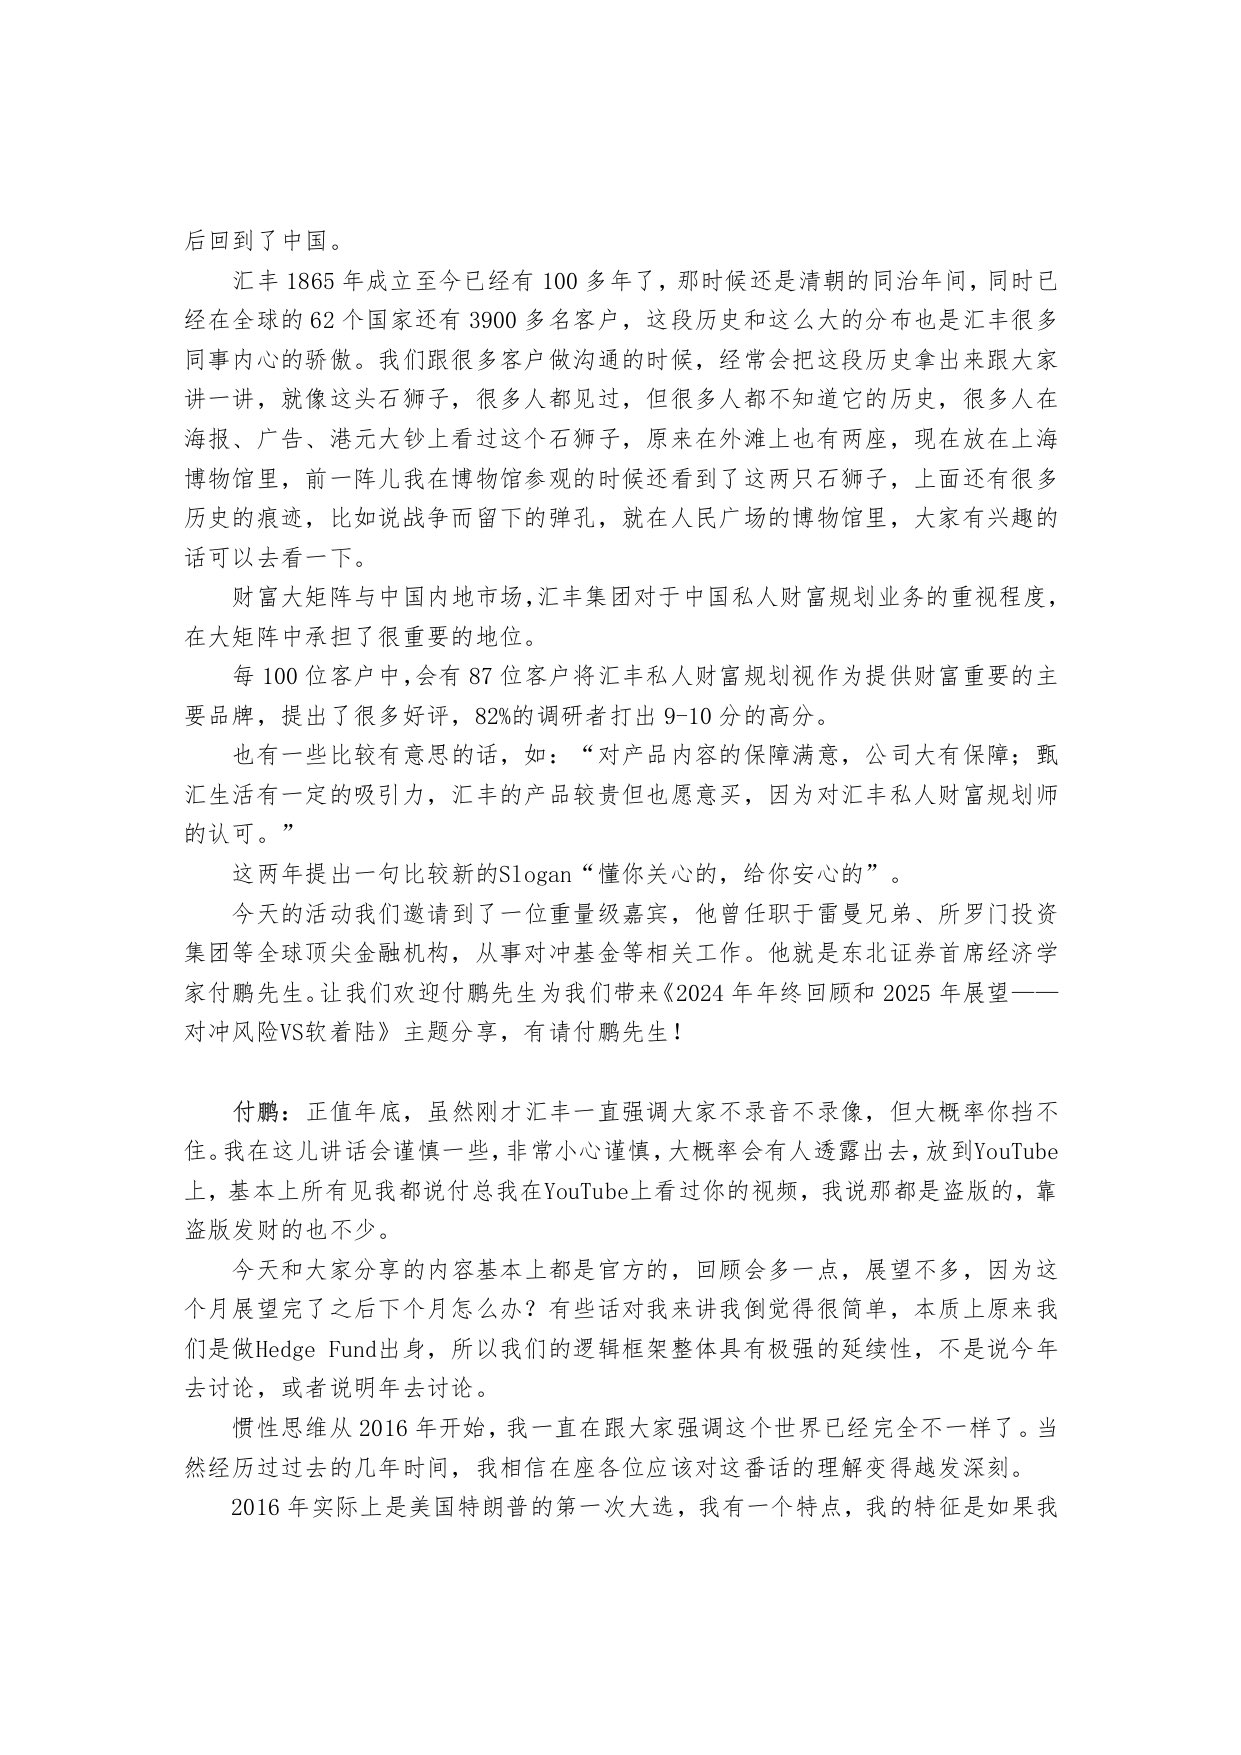 后回到了中国。
汇丰 1865 年成立至今已经有 100 多年了，那时候还是清朝的同治年间，同时已
经在全球的 62 个国家还有 3900 多名客户，这段历史和这么大的分布也是汇丰很多
同事内心的骄傲。我们跟很多客户做沟通的时候，经常会把这段历史拿出来跟大家
讲一讲，就像这头石狮子，很多人都见过，但很多人都不知道它的历史，很多人在
海报、广告、港元大钞上看过这个石狮子，原来在外滩上也有两座，现在放在上海
博物馆里，前一阵儿我在博物馆参观的时候还看到了这两只石狮子，上面还有很多
历史的痕迹，比如说战争而留下的弹孔，就在人民广场的博物馆里，大家有兴趣的
话可以去看一下。
财富大矩阵与中国内地市场，汇丰集团对于中国私人财富规划业务的重视程度，
在大矩阵中承担了很重要的地位。
每 100 位客户中，会有 87 位客户将汇丰私人财富规划视作为提供财富重要的主
要品牌，提出了很多好评，82%的调研者打出 9-10 分的高分。
也有一些比较有意思的话，如：“对产品内容的保障满意，公司大有保障；甄
汇生活有一定的吸引力，汇丰的产品较贵但也愿意买，因为对汇丰私人财富规划师
的认可。”
这两年提出一句比较新的Slogan“懂你关心的，给你安心的”。
今天的活动我们邀请到了一位重量级嘉宾，他曾任职于雷曼兄弟、所罗门投资
集团等全球顶尖金融机构，从事对冲基金等相关工作。他就是东北证券首席经济学
家付鹏先生。让我们欢迎付鹏先生为我们带来《2024 年年终回顾和 2025 年展望——
对冲风险VS软着陆》主题分享，有请付鹏先生！
付鹏：正值年底，虽然刚才汇丰一直强调大家不录音不录像，但大概率你挡不
住。我在这儿讲话会谨慎一些，非常小心谨慎，大概率会有人透露出去，放到YouTube
上，基本上所有见我都说付总我在YouTube上看过你的视频，我说那都是盗版的，靠
盗版发财的也不少。
今天和大家分享的内容基本上都是官方的，回顾会多一点，展望不多，因为这
个月展望完了之后下个月怎么办？有些话对我来讲我倒觉得很简单，本质上原来我
们是做Hedge Fund出身，所以我们的逻辑框架整体具有极强的延续性，不是说今年
去讨论，或者说明年去讨论。
惯性思维从 2016 年开始，我一直在跟大家强调这个世界已经完全不一样了。当
然经历过过去的几年时间，我相信在座各位应该对这番话的理解变得越发深刻。
2016 年实际上是美国特朗普的第一次大选，我有一个特点，我的特征是如果我